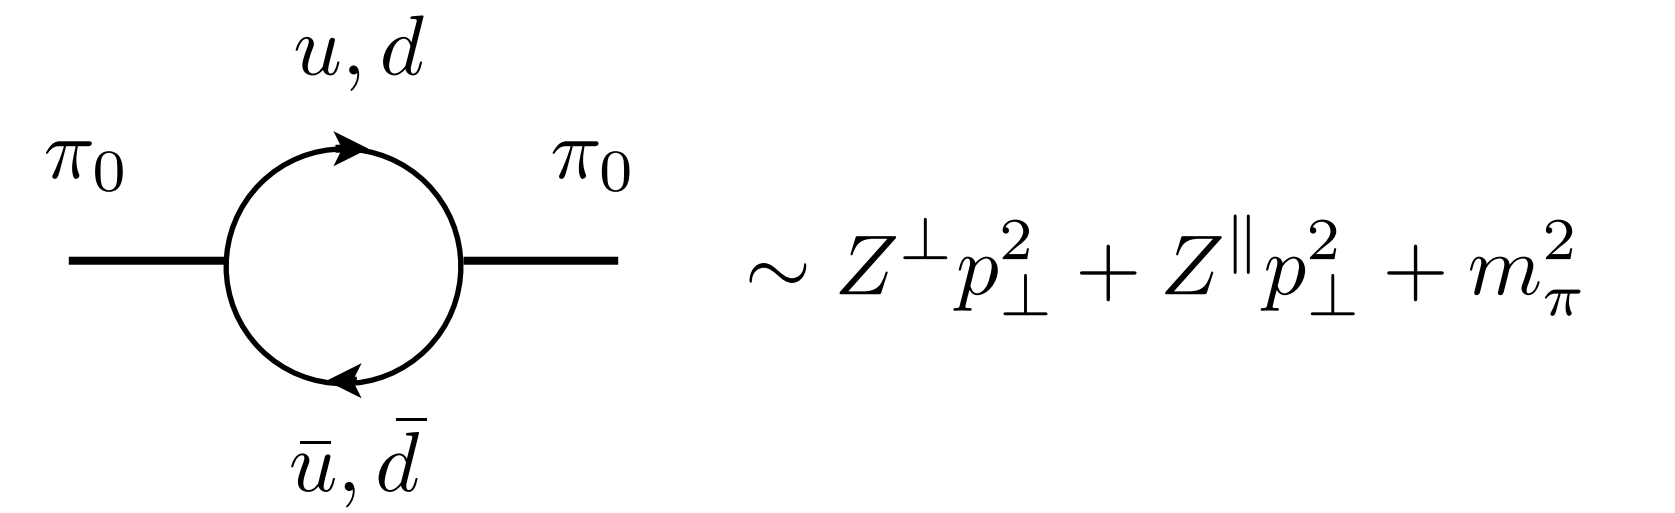 u, d
π₀ π₀
∼ Z^⊥ p_⊥^2 + Z^∥ p_⊥^2 + m_π^2
ū, d̄